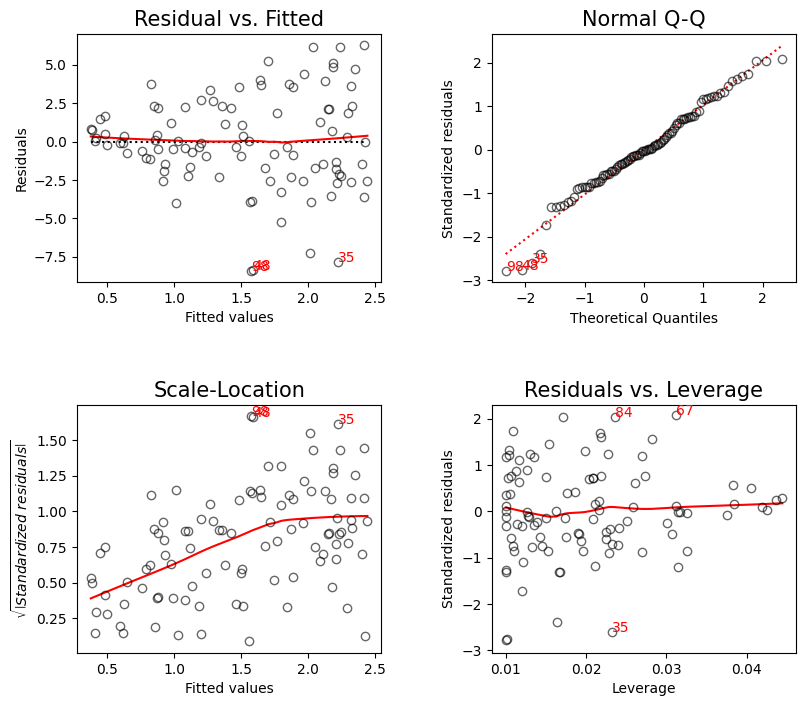 Residual vs. Fitted
Residuals
5.0
2.5
0.0
−2.5
−5.0
−7.5
48
35
0.5 1.0 1.5 2.0 2.5
Fitted values
Normal Q-Q
Standardized residuals
2
1
0
−1
−2
−3
98 48 35
−2 −1 0 1 2
Theoretical Quantiles
Scale-Location
√|Standardized residuals|
1.50
1.25
1.00
0.75
0.50
0.25
48
35
0.5 1.0 1.5 2.0 2.5
Fitted values
Residuals vs. Leverage
Standardized residuals
2
1
0
−1
−2
−3
84
67
35
0.01 0.02 0.03 0.04
Leverage